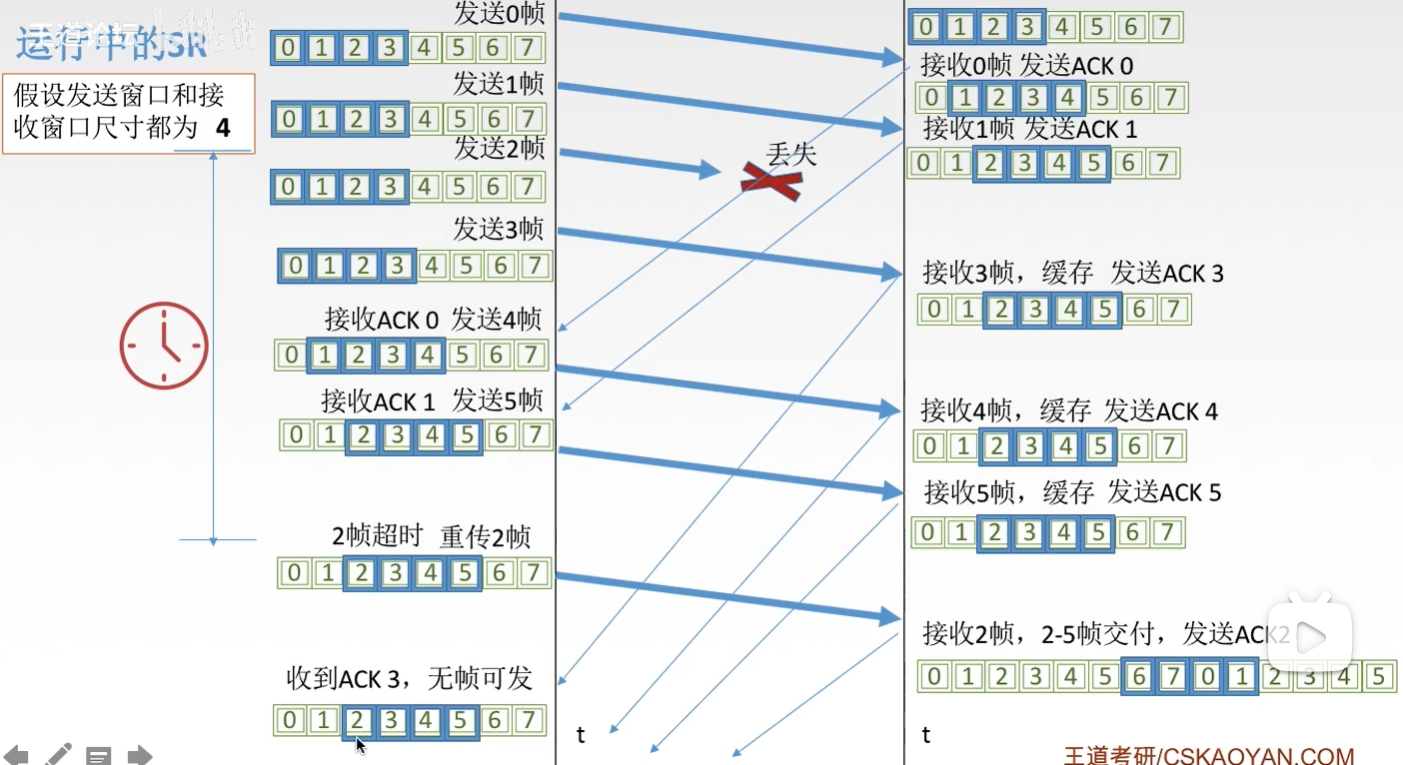 运行中的SR
假设发送窗口和接
收窗口尺寸都为 4
发送0帧
0 1 2 3 4 5 6 7
发送1帧
0 1 2 3 4 5 6 7
发送2帧
0 1 2 3 4 5 6 7
发送3帧
0 1 2 3 4 5 6 7
接收ACK 0 发送4帧
0 1 2 3 4 5 6 7
接收ACK 1 发送5帧
0 1 2 3 4 5 6 7
2帧超时 重传2帧
0 1 2 3 4 5 6 7
收到ACK 3，无帧可发
0 1 2 3 4 5 6 7
丢失
t
0 1 2 3 4 5 6 7
接收0帧 发送ACK 0
0 1 2 3 4 5 6 7
接收1帧 发送ACK 1
0 1 2 3 4 5 6 7
接收3帧，缓存 发送ACK 3
0 1 2 3 4 5 6 7
接收4帧，缓存 发送ACK 4
0 1 2 3 4 5 6 7
接收5帧，缓存 发送ACK 5
0 1 2 3 4 5 6 7
接收2帧，2-5帧交付，发送ACK2
0 1 2 3 4 5 6 7 0 1 2 3 4 5
t
王道考研/CSKAOYAN.COM